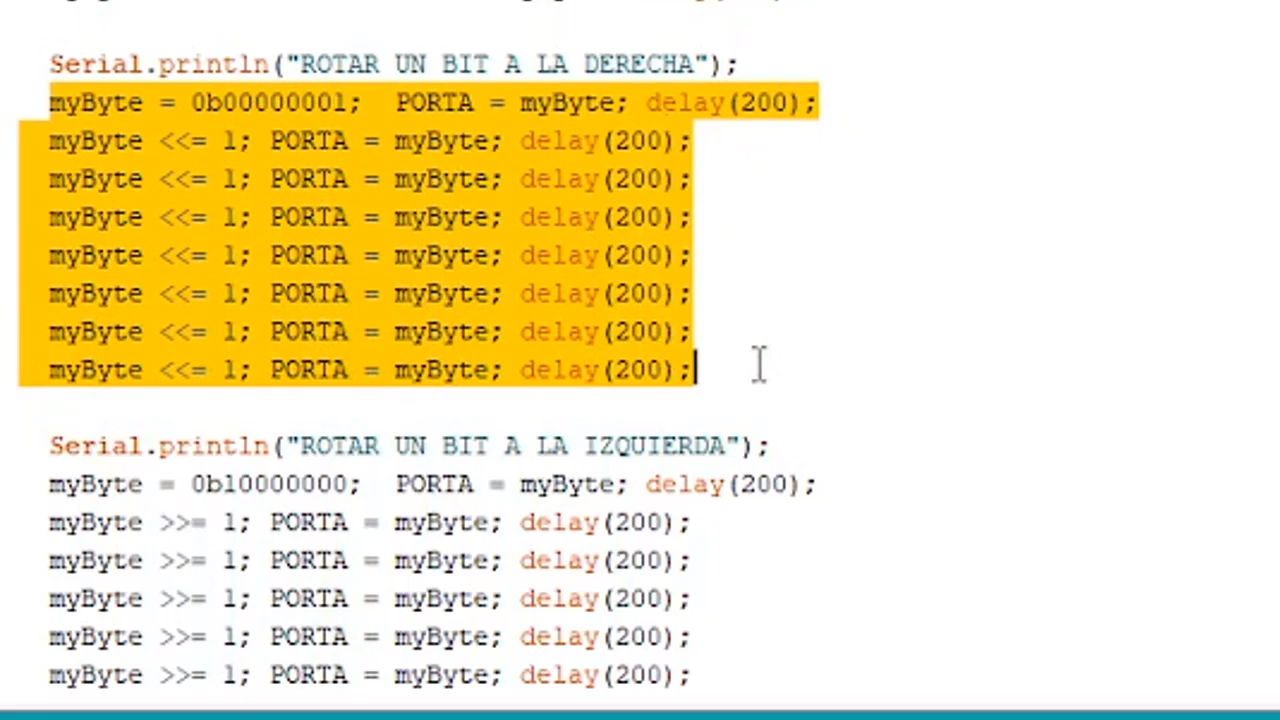 Serial.println("ROTAR UN BIT A LA DERECHA");
myByte = 0b00000001;  PORTA = myByte; delay(200);
myByte <<= 1; PORTA = myByte; delay(200);
myByte <<= 1; PORTA = myByte; delay(200);
myByte <<= 1; PORTA = myByte; delay(200);
myByte <<= 1; PORTA = myByte; delay(200);
myByte <<= 1; PORTA = myByte; delay(200);
myByte <<= 1; PORTA = myByte; delay(200);
myByte <<= 1; PORTA = myByte; delay(200);
Serial.println("ROTAR UN BIT A LA IZQUIERDA");
myByte = 0b10000000;  PORTA = myByte; delay(200);
myByte >>= 1; PORTA = myByte; delay(200);
myByte >>= 1; PORTA = myByte; delay(200);
myByte >>= 1; PORTA = myByte; delay(200);
myByte >>= 1; PORTA = myByte; delay(200);
myByte >>= 1; PORTA = myByte; delay(200);